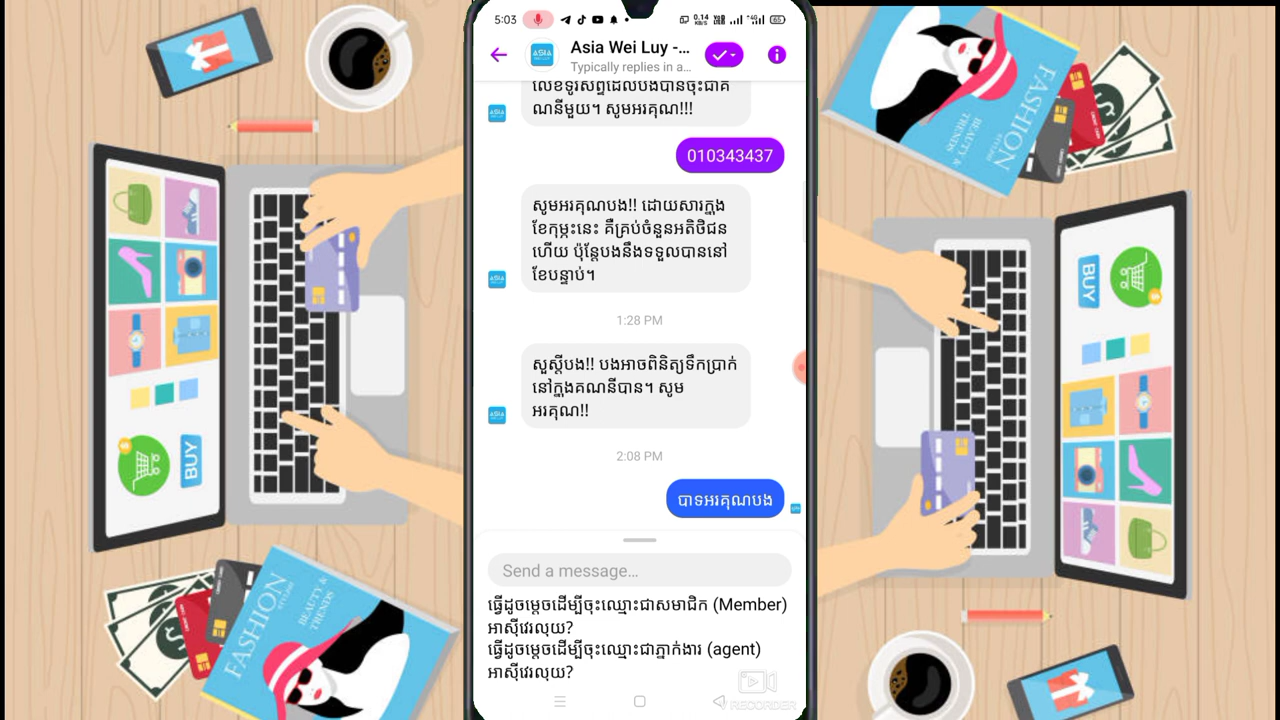 5:03
0.14
KB/S
65
ASIA
Asia Wei Luy -...
Typically replies in a...
លេខទូរស័ព្ទដែលបងបានចុះជាគ
ណនីមួយ។ សូមអរគុណ!!!
010343437
សូមអរគុណបង!! ដោយសារក្នុង
ខែកុម្ភះនេះ គឺគ្រប់ចំនួនអតិថិជន
ហើយ ប៉ុន្តែបងនឹងទទួលបាននៅ
ខែបន្ទាប់។
1:28 PM
សួស្តីបង!! បងអាចពិនិត្យទឹកប្រាក់
នៅក្នុងគណនីបាន។ សូម
អរគុណ!!
2:08 PM
បាទអរគុណបង
Send a message...
ធ្វើដូចម្តេចដើម្បីចុះឈ្មោះជាសមាជិក (Member)
អាស៊ីវេរលុយ?
ធ្វើដូចម្តេចដើម្បីចុះឈ្មោះជាភ្នាក់ងារ (agent)
អាស៊ីវេរលុយ?
RECORDER
BUY
FASHION
BEAUTY &
TRENDS
FASHION
BEAUTY &
TRENDS
BUY